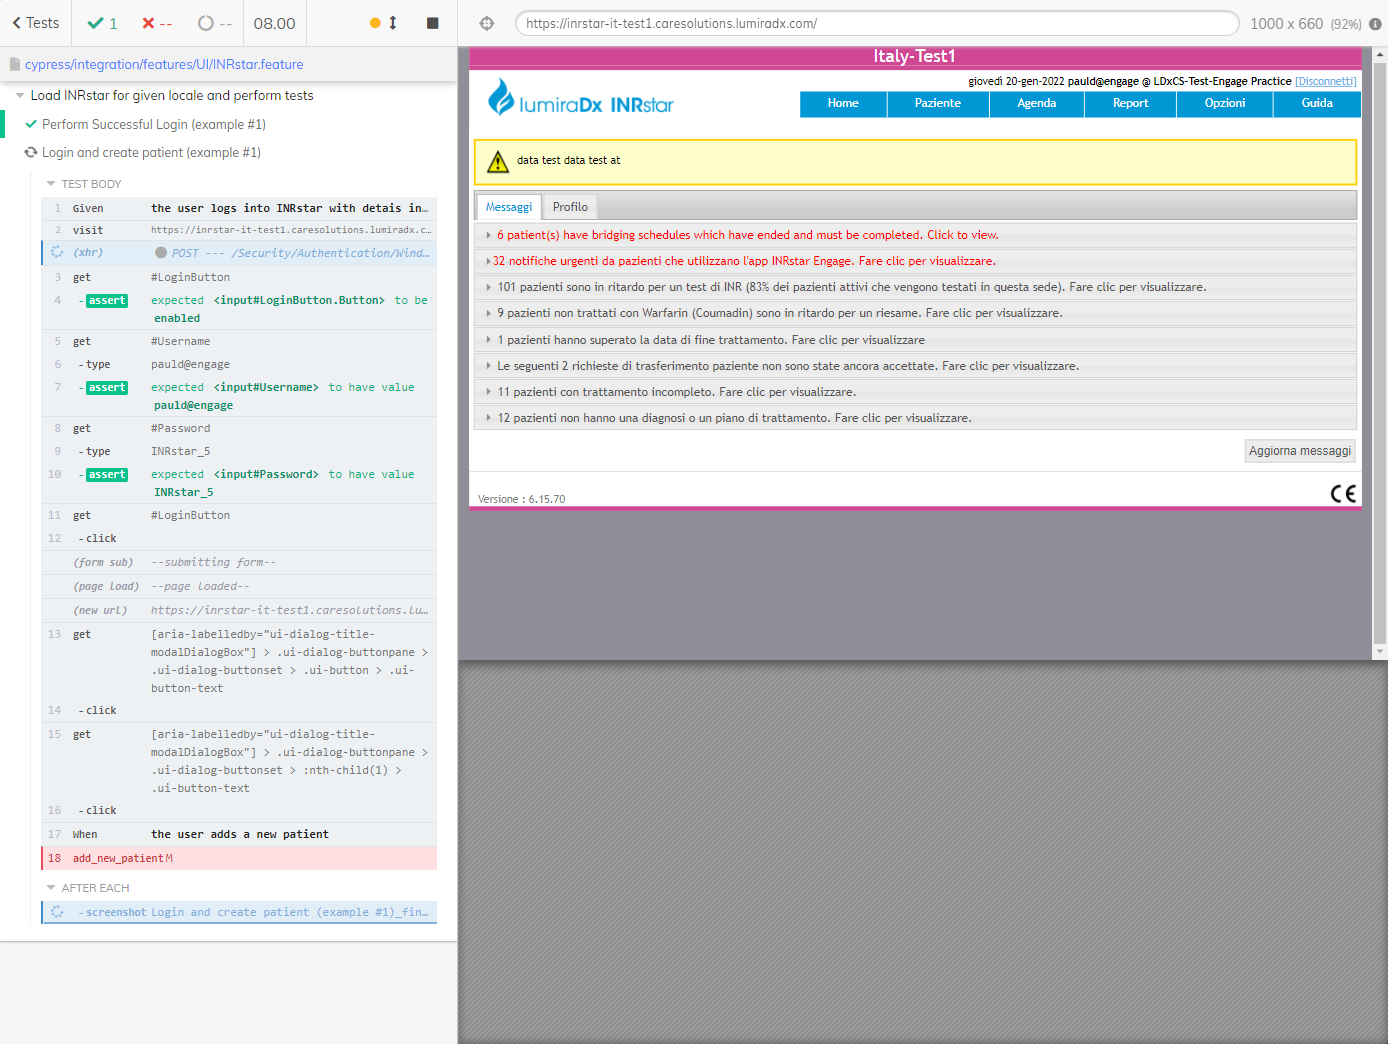 Tests
1
--
--
08.00
https://inrstar-it-test1.caresolutions.lumiradx.com/
1000 x 660 (92%)
cypress/integration/features/UI/INRstar.feature
Load INRstar for given locale and perform tests
Perform Successful Login (example #1)
Login and create patient (example #1)
TEST BODY
1 Given the user logs into INRstar with detais in...
2 visit https://inrstar-it-test1.caresolutions.lumiradx.c...
(xhr) POST --- /Security/Authentication/Wind...
3 get #LoginButton
4 -assert expected <input#LoginButton.Button> to be
enabled
5 get #Username
6 -type pauld@engage
7 -assert expected <input#Username> to have value
pauld@engage
8 get #Password
9 -type INRstar_5
10 -assert expected <input#Password> to have value
INRstar_5
11 get #LoginButton
12 -click
(form sub) --submitting form--
(page load) --page loaded--
(new url) https://inrstar-it-test1.caresolutions.lu...
13 get [aria-labelledby="ui-dialog-title-
modalDialogBox"] > .ui-dialog-buttonpane >
.ui-dialog-buttonset > .ui-button > .ui-
button-text
14 -click
15 get [aria-labelledby="ui-dialog-title-
modalDialogBox"] > .ui-dialog-buttonpane >
.ui-dialog-buttonset > :nth-child(1) >
.ui-button-text
16 -click
17 When the user adds a new patient
18 add_new_patient M
AFTER EACH
-screenshot Login and create patient (example #1)_fin...
Italy-Test1
giovedì 20-gen-2022 pauld@engage @ LDxCS-Test-Engage Practice [Disconnetti]
lumiraDx INRstar
Home Paziente Agenda Report Opzioni Guida
data test data test at
Messaggi Profilo
6 patient(s) have bridging schedules which have ended and must be completed. Click to view.
32 notifiche urgenti da pazienti che utilizzano l'app INRstar Engage. Fare clic per visualizzare.
101 pazienti sono in ritardo per un test di INR (83% dei pazienti attivi che vengono testati in questa sede). Fare clic per visualizzare.
9 pazienti non trattati con Warfarin (Coumadin) sono in ritardo per un riesame. Fare clic per visualizzare.
1 pazienti hanno superato la data di fine trattamento. Fare clic per visualizzare
Le seguenti 2 richieste di trasferimento paziente non sono state ancora accettate. Fare clic per visualizzare.
11 pazienti con trattamento incompleto. Fare clic per visualizzare.
12 pazienti non hanno una diagnosi o un piano di trattamento. Fare clic per visualizzare.
Aggiorna messaggi
Versione : 6.15.70
CE